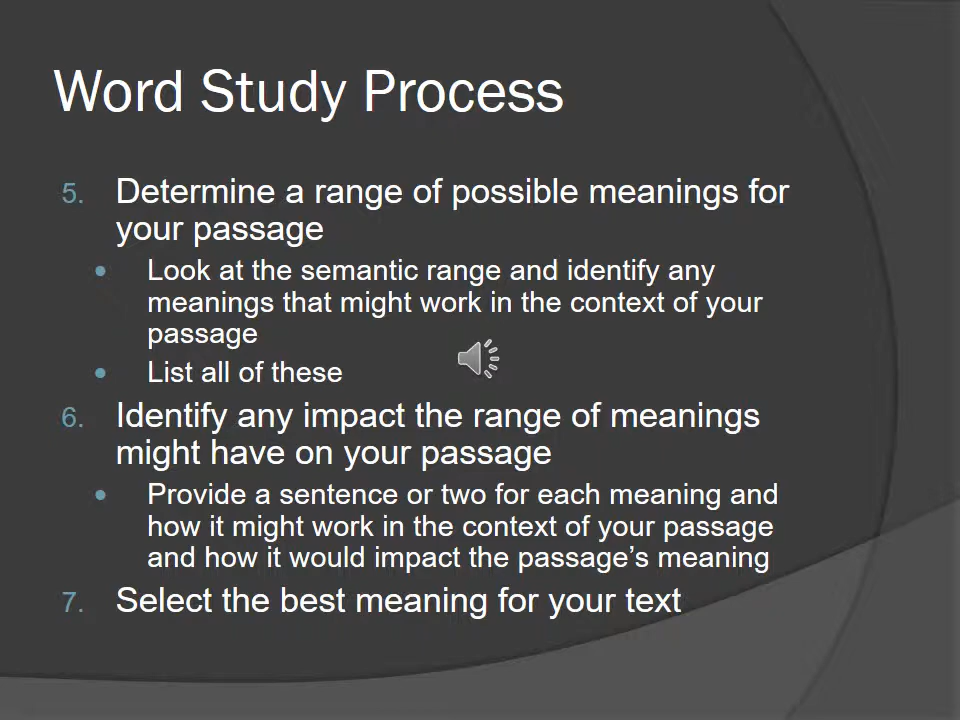 Word Study Process
5. Determine a range of possible meanings for
your passage
• Look at the semantic range and identify any
meanings that might work in the context of your
passage
• List all of these
6. Identify any impact the range of meanings
might have on your passage
• Provide a sentence or two for each meaning and
how it might work in the context of your passage
and how it would impact the passage’s meaning
7. Select the best meaning for your text